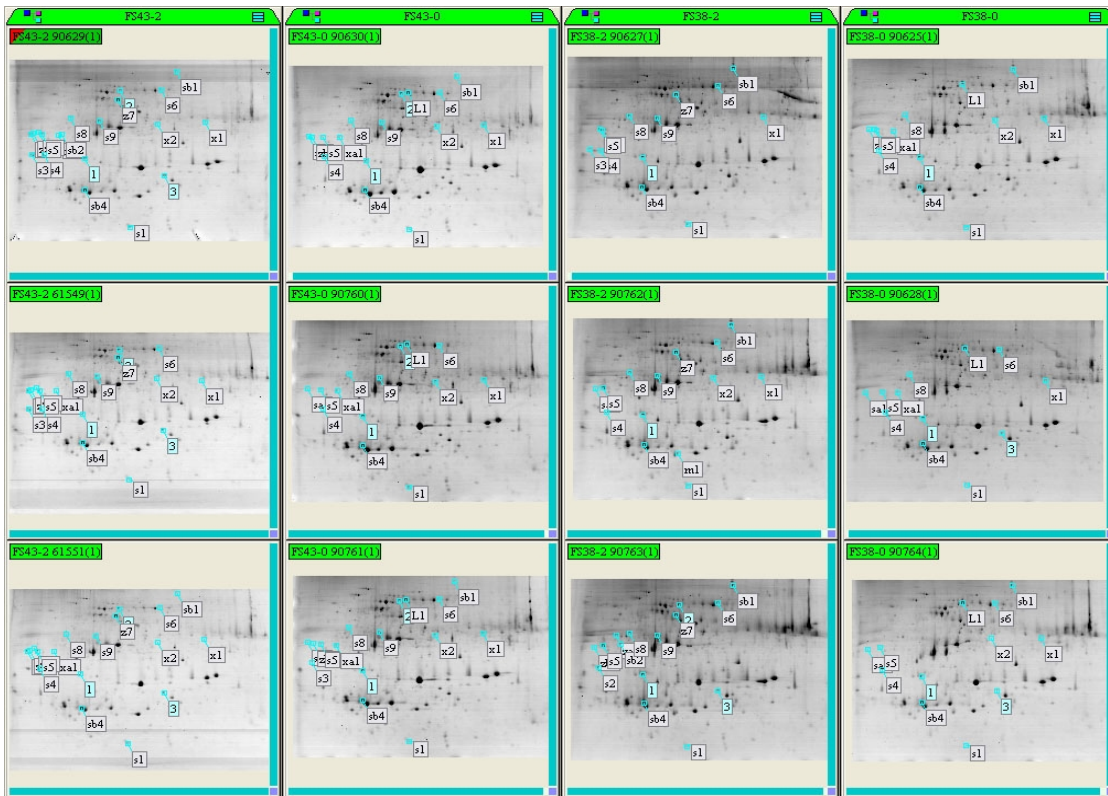 FS43-2
FS43-0
FS38-2
FS38-0
FS43-2 90629(1)
sb1
s6
z7
s8
s9
x2
x1
s5
sb2
s3
s4
1
3
sb4
s1
FS43-0 90630(1)
sb1
2
L1
s6
s8
s9
x2
x1
s5
xa1
s4
1
sb4
s1
FS38-2 90627(1)
sb1
s6
z7
s8
s9
x1
s5
s4
1
sb4
s1
FS38-0 90625(1)
sb1
L1
s8
x2
x1
s5
xa1
s4
1
sb4
s1
FS43-2 61549(1)
s6
z7
s8
s9
x2
x1
s5
xa1
s3
s4
1
3
sb4
s1
FS43-0 90760(1)
2
L1
s6
s8
s9
x2
x1
sa
s5
xa1
s4
1
sb4
s1
FS38-2 90762(1)
sb1
s6
z7
s8
s9
x2
x1
s5
s4
1
sb4
m1
s1
FS38-0 90628(1)
L1
s6
s8
x1
sa1
s5
xa1
s4
1
3
sb4
s1
FS43-2 61551(1)
sb1
s6
z7
s8
s9
x2
x1
s5
xa1
s4
1
3
sb4
s1
FS43-0 90761(1)
sb1
2
L1
s6
s8
s9
x2
x1
s5
xa1
s3
1
sb4
s1
FS38-2 90763(1)
sb1
s6
2
z7
s8
s9
x1
s5
sb2
s2
1
3
sb4
s1
FS38-0 90764(1)
sb1
L1
s6
x2
x1
sa
s5
s4
1
3
sb4
s1